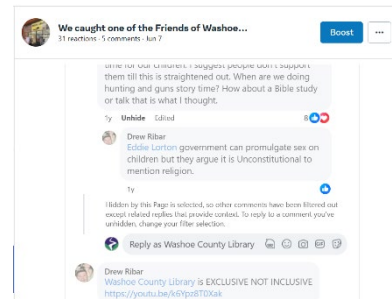 We caught one of the Friends of Washoe...
31 reactions · 5 comments · Jun 7
Boost
time for our children. I suggest people don't support
them till this is straightened out. When are we doing
hunting and guns story time? How about a Bible study
or talk that is what I thought.
1y Unhide Edited 8
Drew Ribar
Eddie Lorton government can promulgate sex on
children but they argue it is Unconstitutional to
mention religion.
1y
Hidden by this Page is selected, so other comments have been filtered out
except related replies that provide context. To reply to a comment you've
unhidden, change your filter selection.
Reply as Washoe County Library
Drew Ribar
Washoe County Library is EXCLUSIVE NOT INCLUSIVE
https://youtu.be/k6Ypz8T0Xak